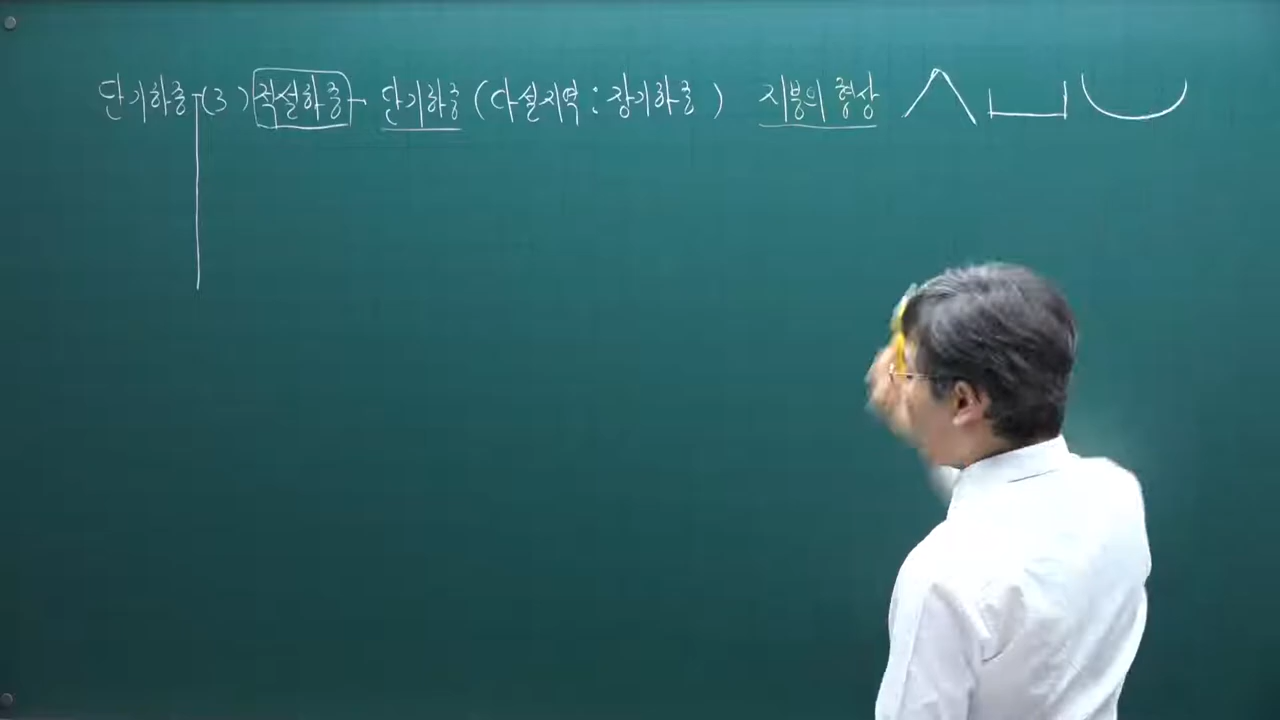 단기하중 (3) 적설하중 - 단기하중 (다설지역 : 장기하중) 지붕의 형상